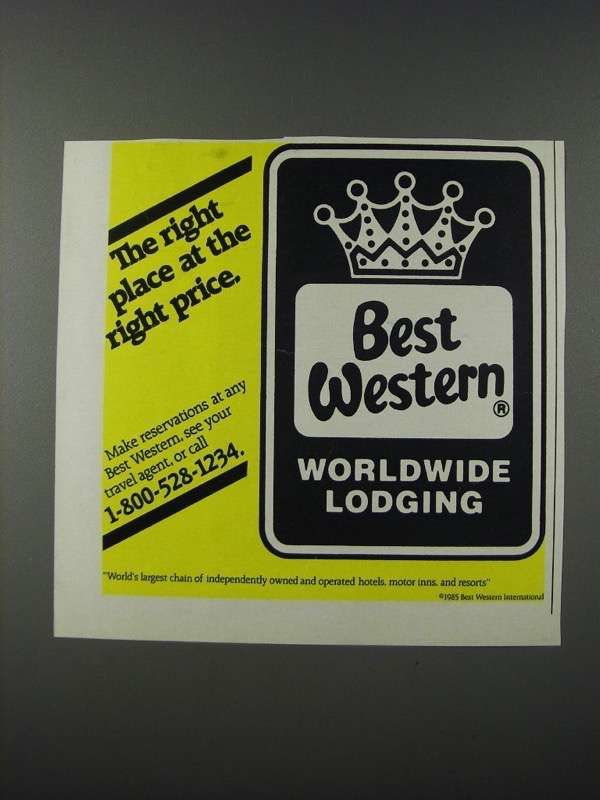 The right
place at the
right price.
Make reservations at any
Best Western, see your
travel agent, or call
1-800-528-1234.
Best
Western®
WORLDWIDE
LODGING
"World's largest chain of independently owned and operated hotels, motor inns, and resorts"
©1985 Best Western International